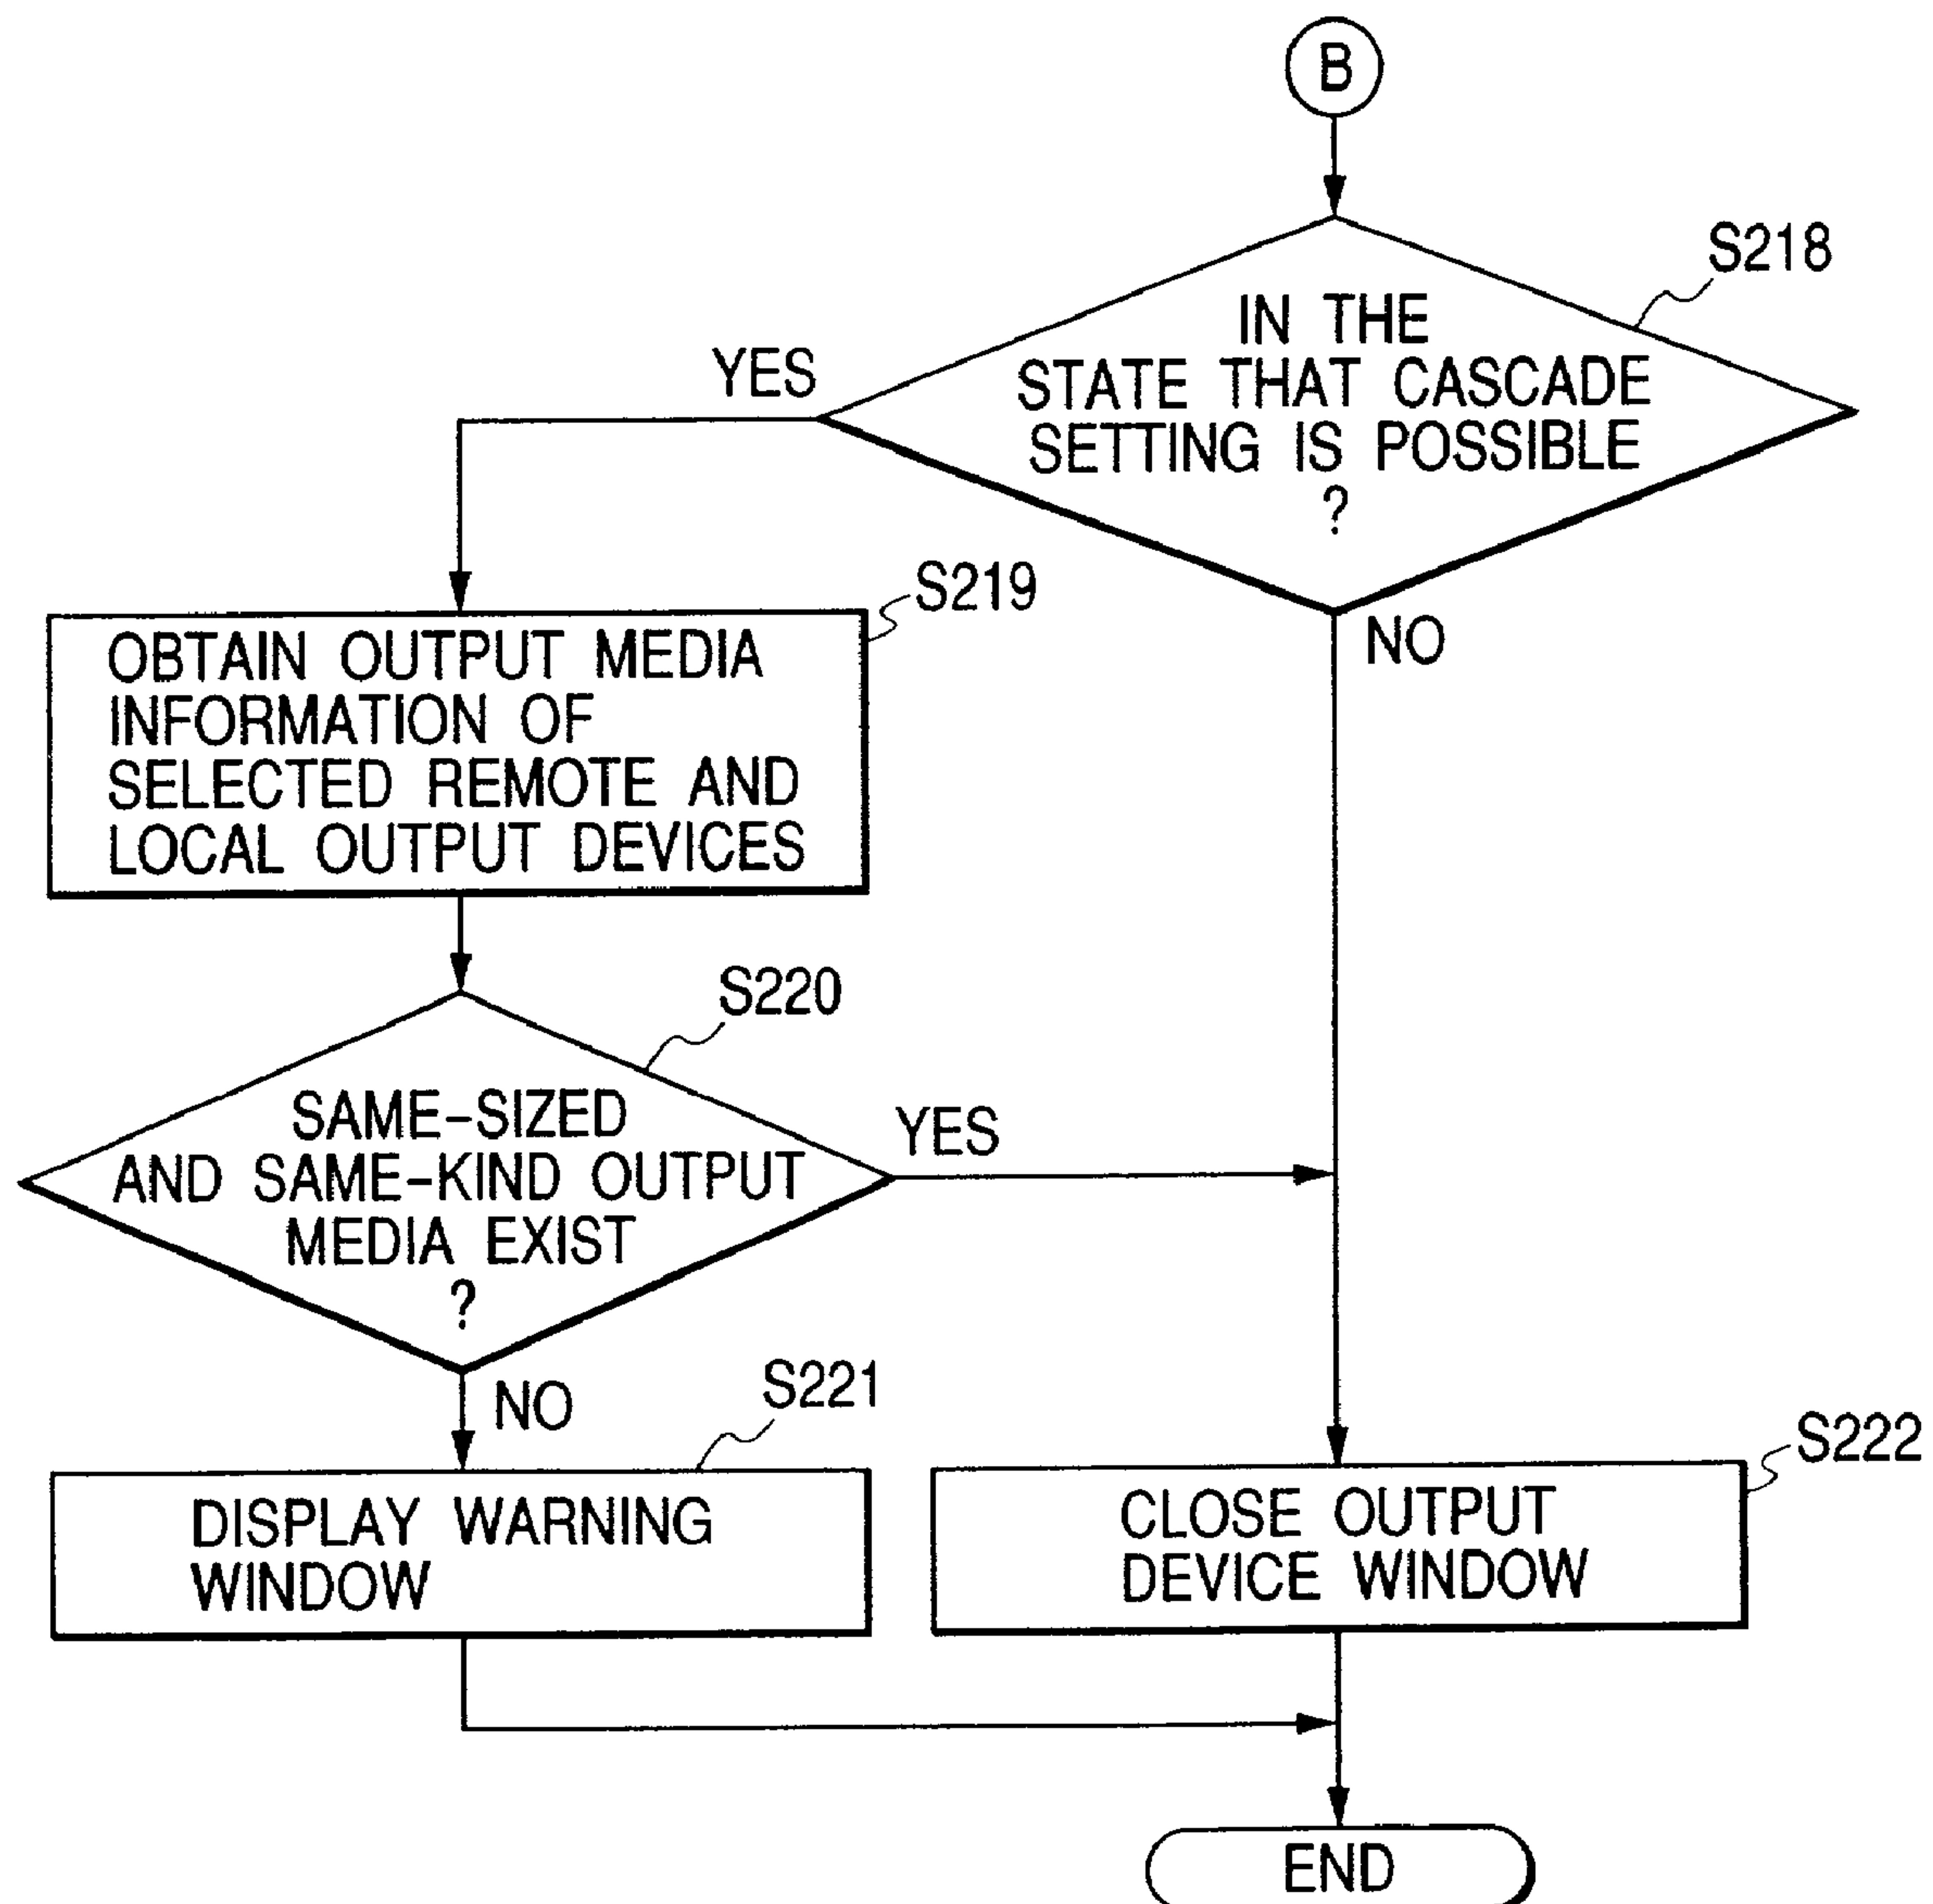 B
S218
IN THE
STATE THAT CASCADE
SETTING IS POSSIBLE
?
YES
NO
S219
OBTAIN OUTPUT MEDIA
INFORMATION OF
SELECTED REMOTE AND
LOCAL OUTPUT DEVICES
S220
SAME-SIZED
AND SAME-KIND OUTPUT
MEDIA EXIST
?
YES
NO
S221
DISPLAY WARNING
WINDOW
S222
CLOSE OUTPUT
DEVICE WINDOW
END